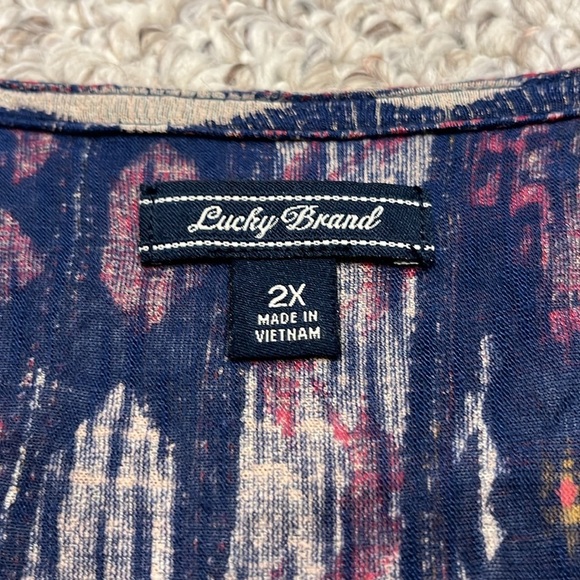 Lucky Brand
2X
MADE IN
VIETNAM